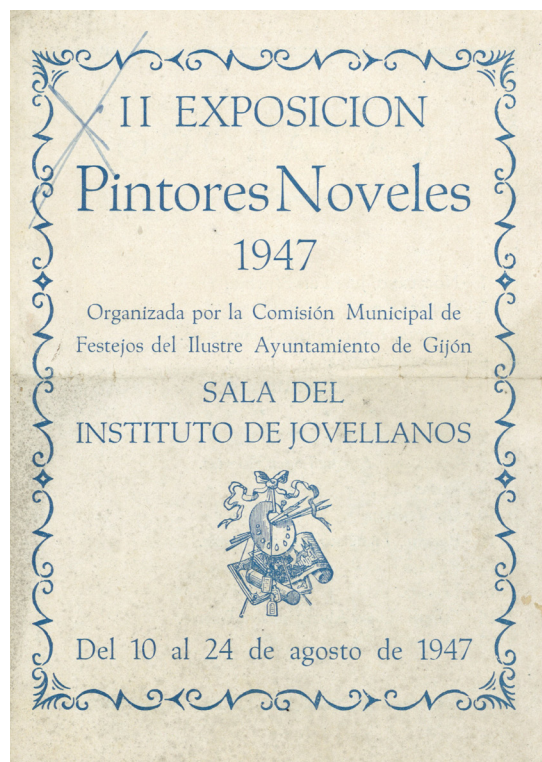 II EXPOSICION
Pintores Noveles
1947
Organizada por la Comisión Municipal de
Festejos del Ilustre Ayuntamiento de Gijón
SALA DEL
INSTITUTO DE JOVELLANOS
Del 10 al 24 de agosto de 1947